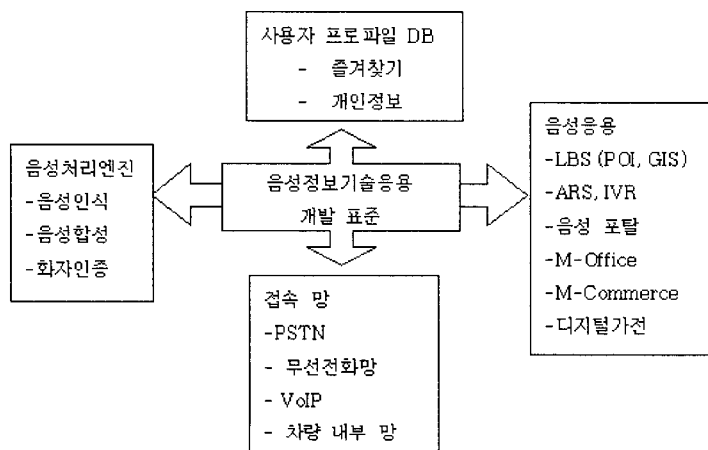 사용자 프로파일 DB
- 즐겨찾기
- 개인정보
음성처리엔진
-음성인식
-음성합성
-화자인증
음성정보기술응용
개발 표준
음성응용
-LBS (POI, GIS)
-ARS, IVR
-음성 포탈
-M-Office
-M-Commerce
-디지털가전
접속 망
-PSTN
- 무선전화망
- VoIP
- 차량 내부 망